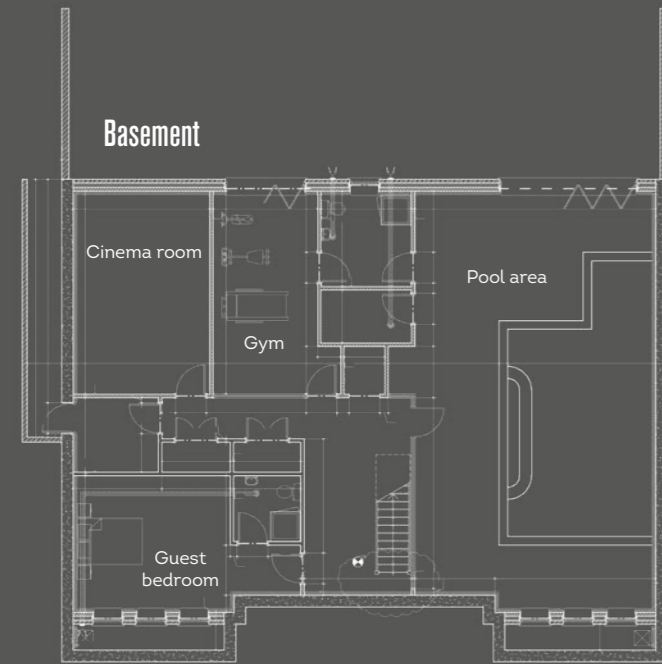 Basement
Cinema room
Pool area
Gym
Guest
bedroom